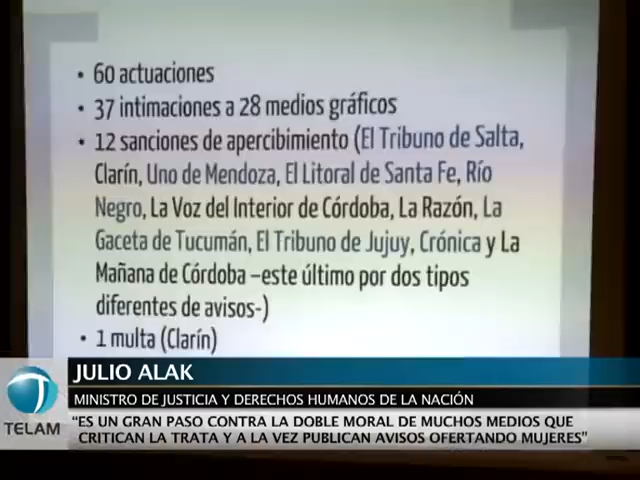 • 60 actuaciones
• 37 intimaciones a 28 medios gráficos
• 12 sanciones de apercibimiento (El Tribuno de Salta,
Clarín, Uno de Mendoza, El Litoral de Santa Fe, Río
Negro, La Voz del Interior de Córdoba, La Razón, La
Gaceta de Tucumán, El Tribuno de Jujuy, Crónica y La
Mañana de Córdoba –este último por dos tipos
diferentes de avisos-)
• 1 multa (Clarín)
JULIO ALAK
MINISTRO DE JUSTICIA Y DERECHOS HUMANOS DE LA NACIÓN
TELAM
“ES UN GRAN PASO CONTRA LA DOBLE MORAL DE MUCHOS MEDIOS QUE
CRITICAN LA TRATA Y A LA VEZ PUBLICAN AVISOS OFERTANDO MUJERES”